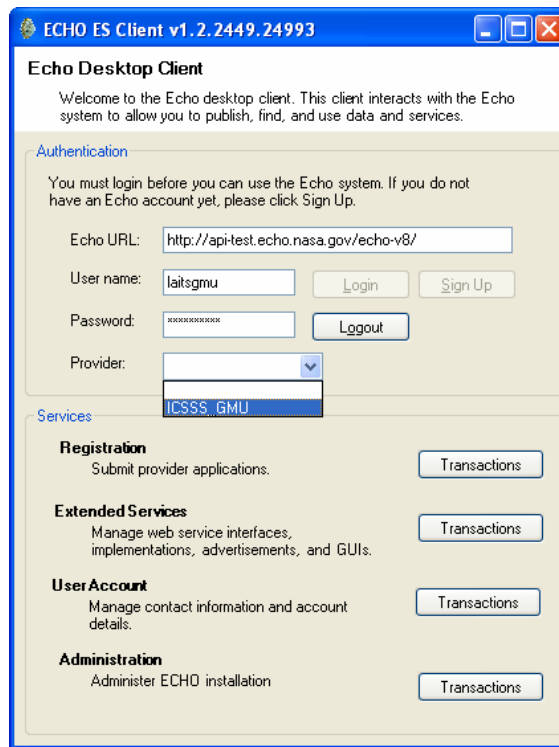 ECHO ES Client v1.2.2449.24993
Echo Desktop Client
Welcome to the Echo desktop client. This client interacts with the Echo
system to allow you to publish, find, and use data and services.
Authentication
You must login before you can use the Echo system. If you do not
have an Echo account yet, please click Sign Up.
Echo URL: http://api-test.echo.nasa.gov/echo-v8/
User name: laitsgmu Login Sign Up
Password: xxxxxxxxxx Logout
Provider:
ICSSS_GMU
Services
Registration
Submit provider applications. Transactions
Extended Services
Manage web service interfaces,
implementations, advertisements, and GUIs. Transactions
User Account
Manage contact information and account
details. Transactions
Administration
Administer ECHO installation Transactions